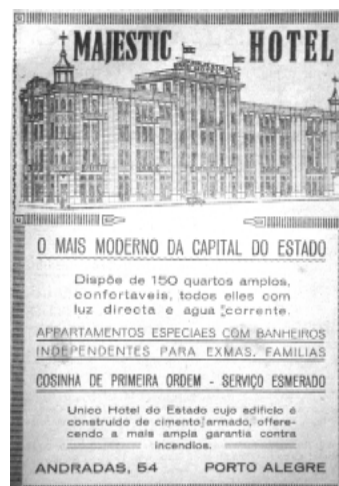 MAJESTIC HOTEL
O MAIS MODERNO DA CAPITAL DO ESTADO
Dispõe de 150 quartos amplos,
confortaveis, todos elles com
luz directa e agua corrente.
APPARTAMENTOS ESPECIAES COM BANHEIROS
INDEPENDENTES PARA EXMAS. FAMILIAS
COSINHA DE PRIMEIRA ORDEM - SERVIÇO ESMERADO
Unico Hotel do Estado cujo edificio é
construido de cimento armado, offere-
cendo a mais ampla garantia contra
incendios.
ANDRADAS, 54 PORTO ALEGRE